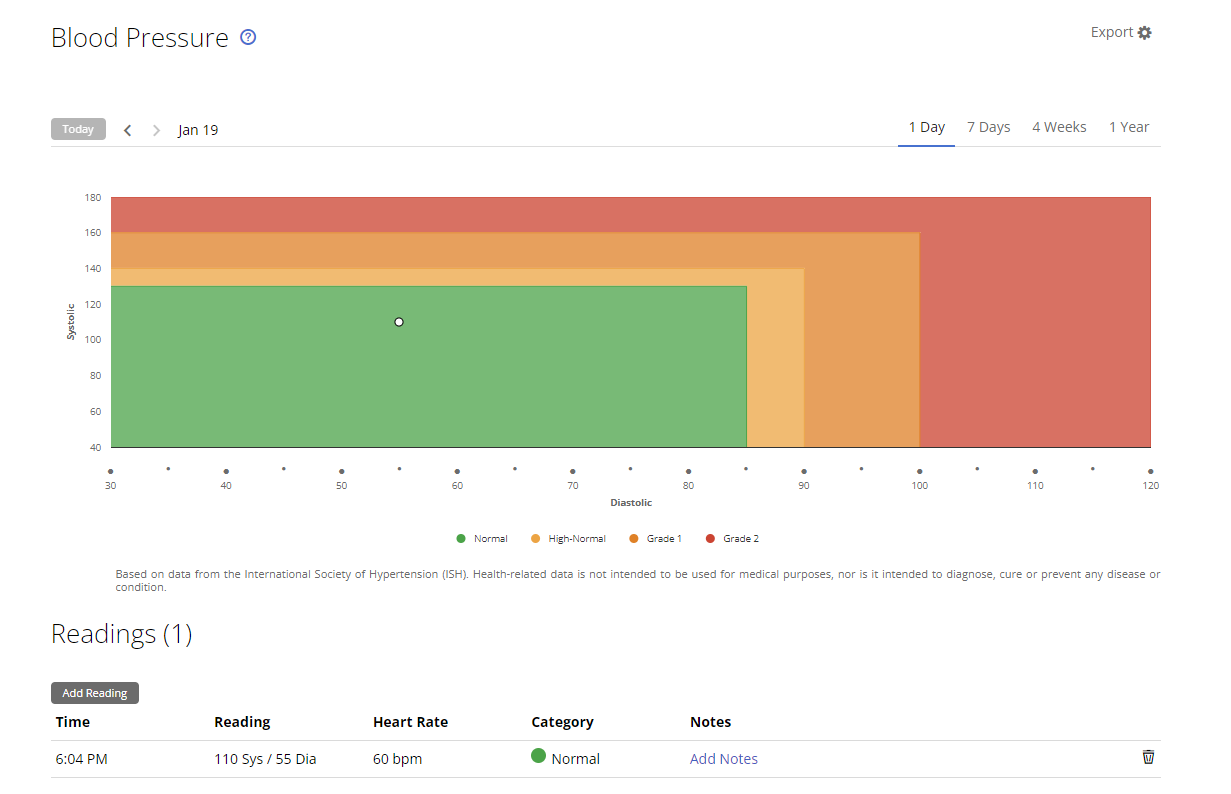 Blood Pressure ?
Export
Today Jan 19 1 Day 7 Days 4 Weeks 1 Year
180
160
140
120
100
80
60
40
Systolic
30 40 50 60 70 80 90 100 110 120
Diastolic
Normal High-Normal Grade 1 Grade 2
Based on data from the International Society of Hypertension (ISH). Health-related data is not intended to be used for medical purposes, nor is it intended to diagnose, cure or prevent any disease or
condition.
Readings (1)
Add Reading
Time Reading Heart Rate Category Notes
6:04 PM 110 Sys / 55 Dia 60 bpm Normal Add Notes